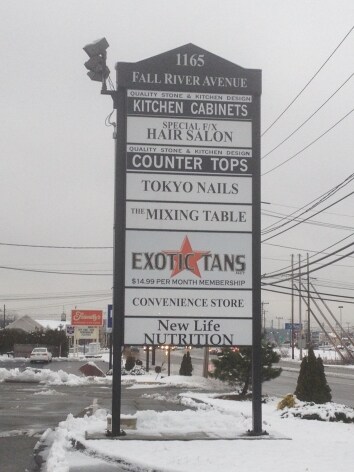 1165
FALL RIVER AVENUE
QUALITY STONE & KITCHEN DESIGN
KITCHEN CABINETS
SPECIAL F/X
HAIR SALON
QUALITY STONE & KITCHEN DESIGN
COUNTER TOPS
TOKYO NAILS
THE MIXING TABLE
EXOTIC TANS
$14.99 PER MONTH MEMBERSHIP
CONVENIENCE STORE
New Life
NUTRITION
Friendly's